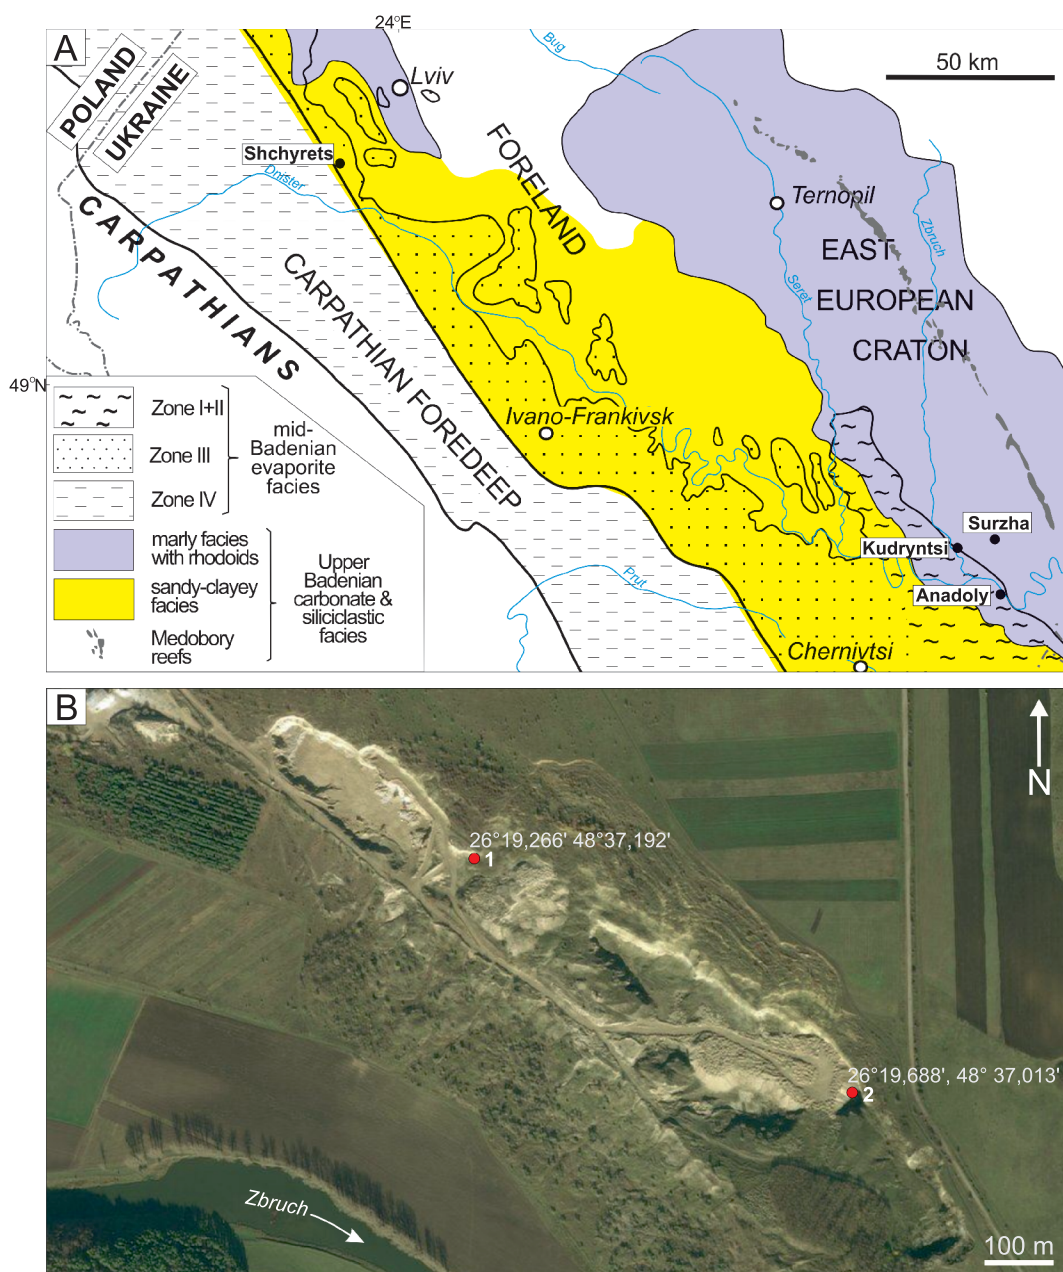 24°E
A
POLAND
UKRAINE
Lviv
Bug
50 km
Shchyrets
Dnister
FORELAND
Ternopil
Zbruch
EAST
EUROPEAN
CRATON
Seret
CARPATHIANS
CARPATHIAN FOREDEEP
49°N
Ivano-Frankivsk
Zone I+II
Zone III
Zone IV
mid-
Badenian
evaporite
facies
marly facies
with rhodoids
sandy-clayey
facies
Medobory
reefs
Upper
Badenian
carbonate &
siliciclastic
facies
Surzha
Kudryntsi
Anadoly
Prut
Chernivtsi
B
N
26°19,266' 48°37,192'
1
26°19,688', 48° 37,013'
2
Zbruch
100 m